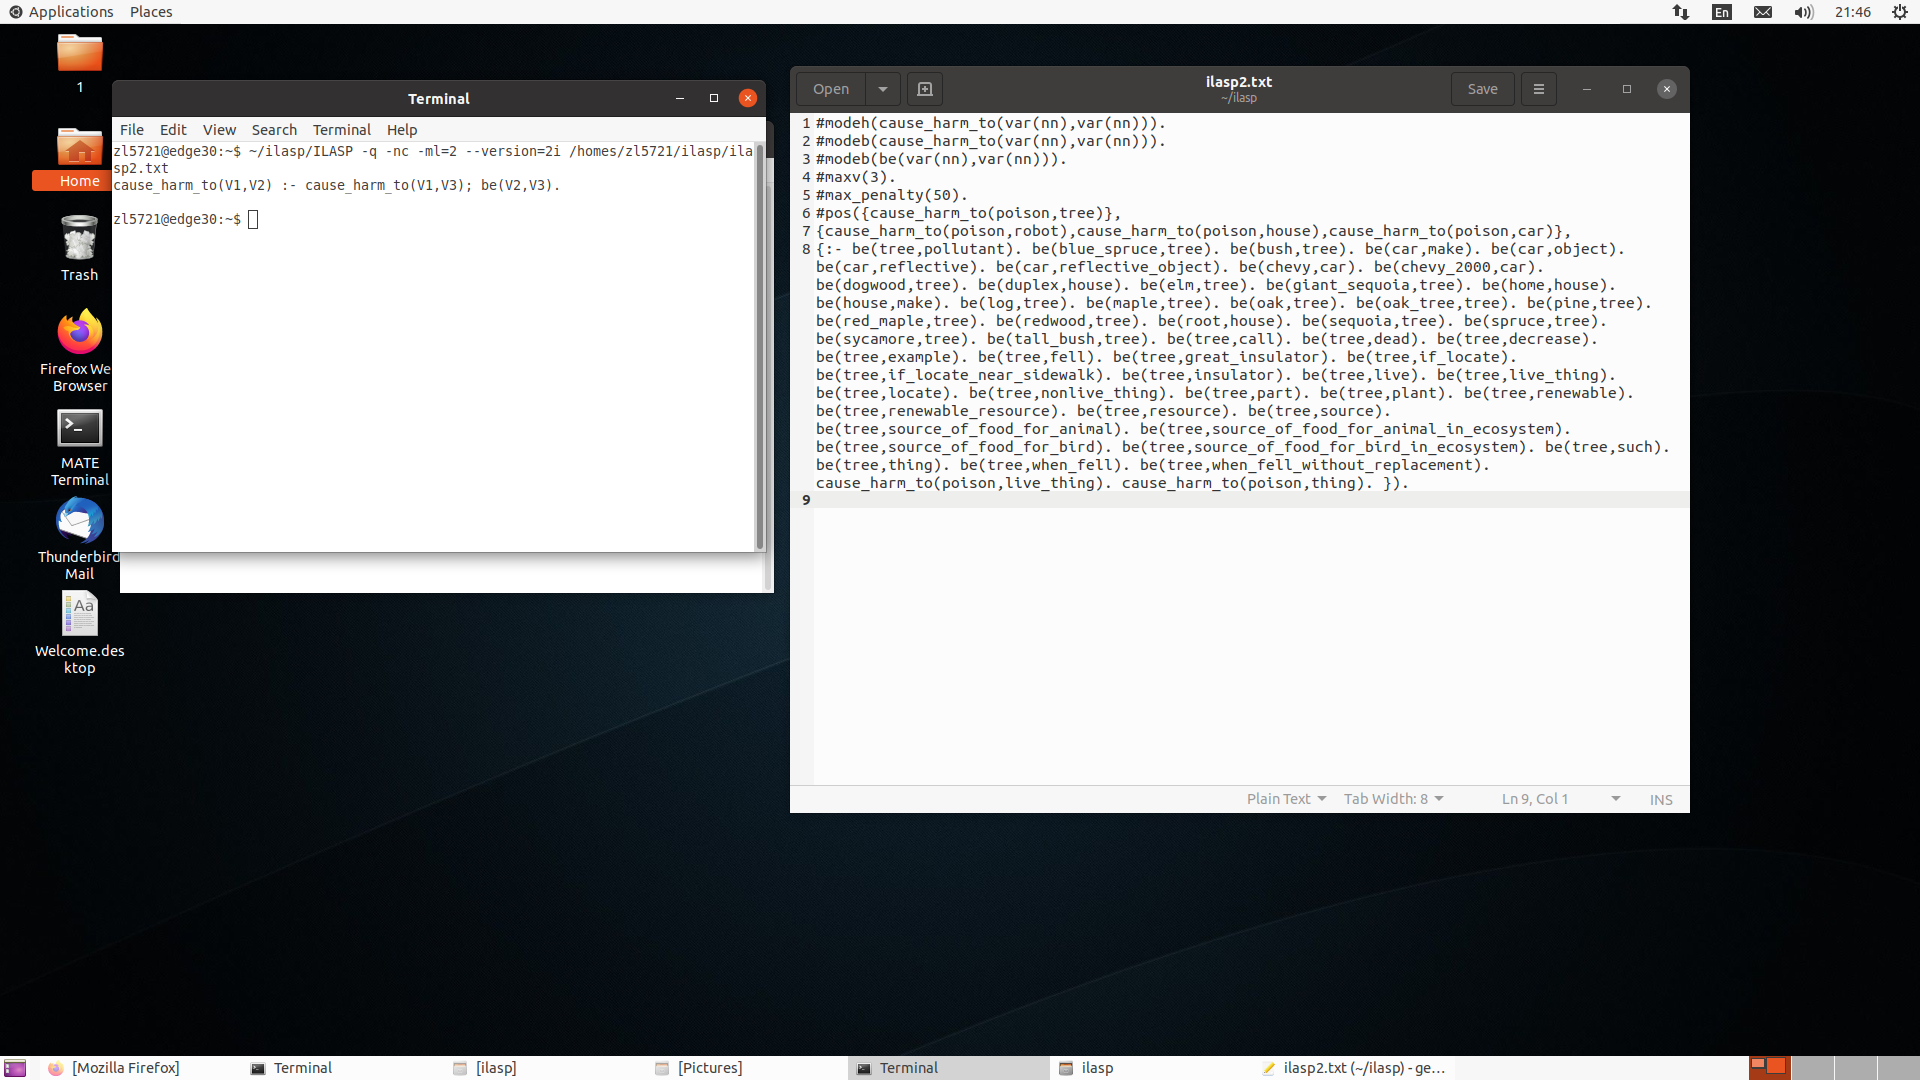 Applications Places
En 21:46
1
Home
Trash
Firefox We
Browser
MATE
Terminal
Thunderbird
Mail
Welcome.des
ktop
Terminal
File Edit View Search Terminal Help
zl5721@edge30:~$ ~/ilasp/ILASP -q -nc -ml=2 --version=2i /homes/zl5721/ilasp/ila
sp2.txt
cause_harm_to(V1,V2) :- cause_harm_to(V1,V3); be(V2,V3).
zl5721@edge30:~$
Open
ilasp2.txt
~/ilasp
Save
1 #modeh(cause_harm_to(var(nn),var(nn))).
2 #modeb(cause_harm_to(var(nn),var(nn))).
3 #modeb(be(var(nn),var(nn))).
4 #maxv(3).
5 #max_penalty(50).
6 #pos({cause_harm_to(poison,tree)},
7 {cause_harm_to(poison,robot),cause_harm_to(poison,house),cause_harm_to(poison,car)},
8 {:- be(tree,pollutant). be(blue_spruce,tree). be(bush,tree). be(car,make). be(car,object).
be(car,reflective). be(car,reflective_object). be(chevy,car). be(chevy_2000,car).
be(dogwood,tree). be(duplex,house). be(elm,tree). be(giant_sequoia,tree). be(home,house).
be(house,make). be(log,tree). be(maple,tree). be(oak,tree). be(oak_tree,tree). be(pine,tree).
be(red_maple,tree). be(redwood,tree). be(root,house). be(sequoia,tree). be(spruce,tree).
be(sycamore,tree). be(tall_bush,tree). be(tree,call). be(tree,dead). be(tree,decrease).
be(tree,example). be(tree,fell). be(tree,great_insulator). be(tree,if_locate).
be(tree,if_locate_near_sidewalk). be(tree,insulator). be(tree,live). be(tree,live_thing).
be(tree,locate). be(tree,nonlive_thing). be(tree,part). be(tree,plant). be(tree,renewable).
be(tree,renewable_resource). be(tree,resource). be(tree,source).
be(tree,source_of_food_for_animal). be(tree,source_of_food_for_animal_in_ecosystem).
be(tree,source_of_food_for_bird). be(tree,source_of_food_for_bird_in_ecosystem). be(tree,such).
be(tree,thing). be(tree,when_fell). be(tree,when_fell_without_replacement).
cause_harm_to(poison,live_thing). cause_harm_to(poison,thing). }).
9
Plain Text Tab Width: 8 Ln 9, Col 1 INS
[Mozilla Firefox] Terminal [ilasp] [Pictures] Terminal ilasp ilasp2.txt (~/ilasp) - ge...